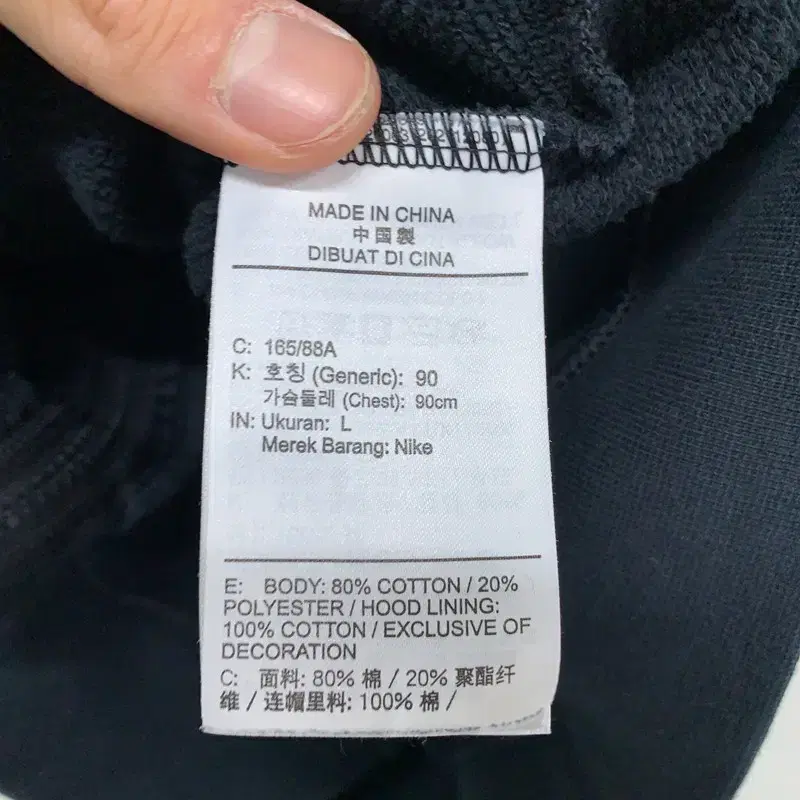 MADE IN CHINA
中国製
DIBUAT DI CINA
C: 165/88A
K: 호칭 (Generic): 90
가슴둘레 (Chest): 90cm
IN: Ukuran: L
Merek Barang: Nike
E: BODY: 80% COTTON / 20%
POLYESTER / HOOD LINING:
100% COTTON / EXCLUSIVE OF
DECORATION
C: 面料: 80% 棉 / 20% 聚酯纤
维 / 连帽里料: 100% 棉 /